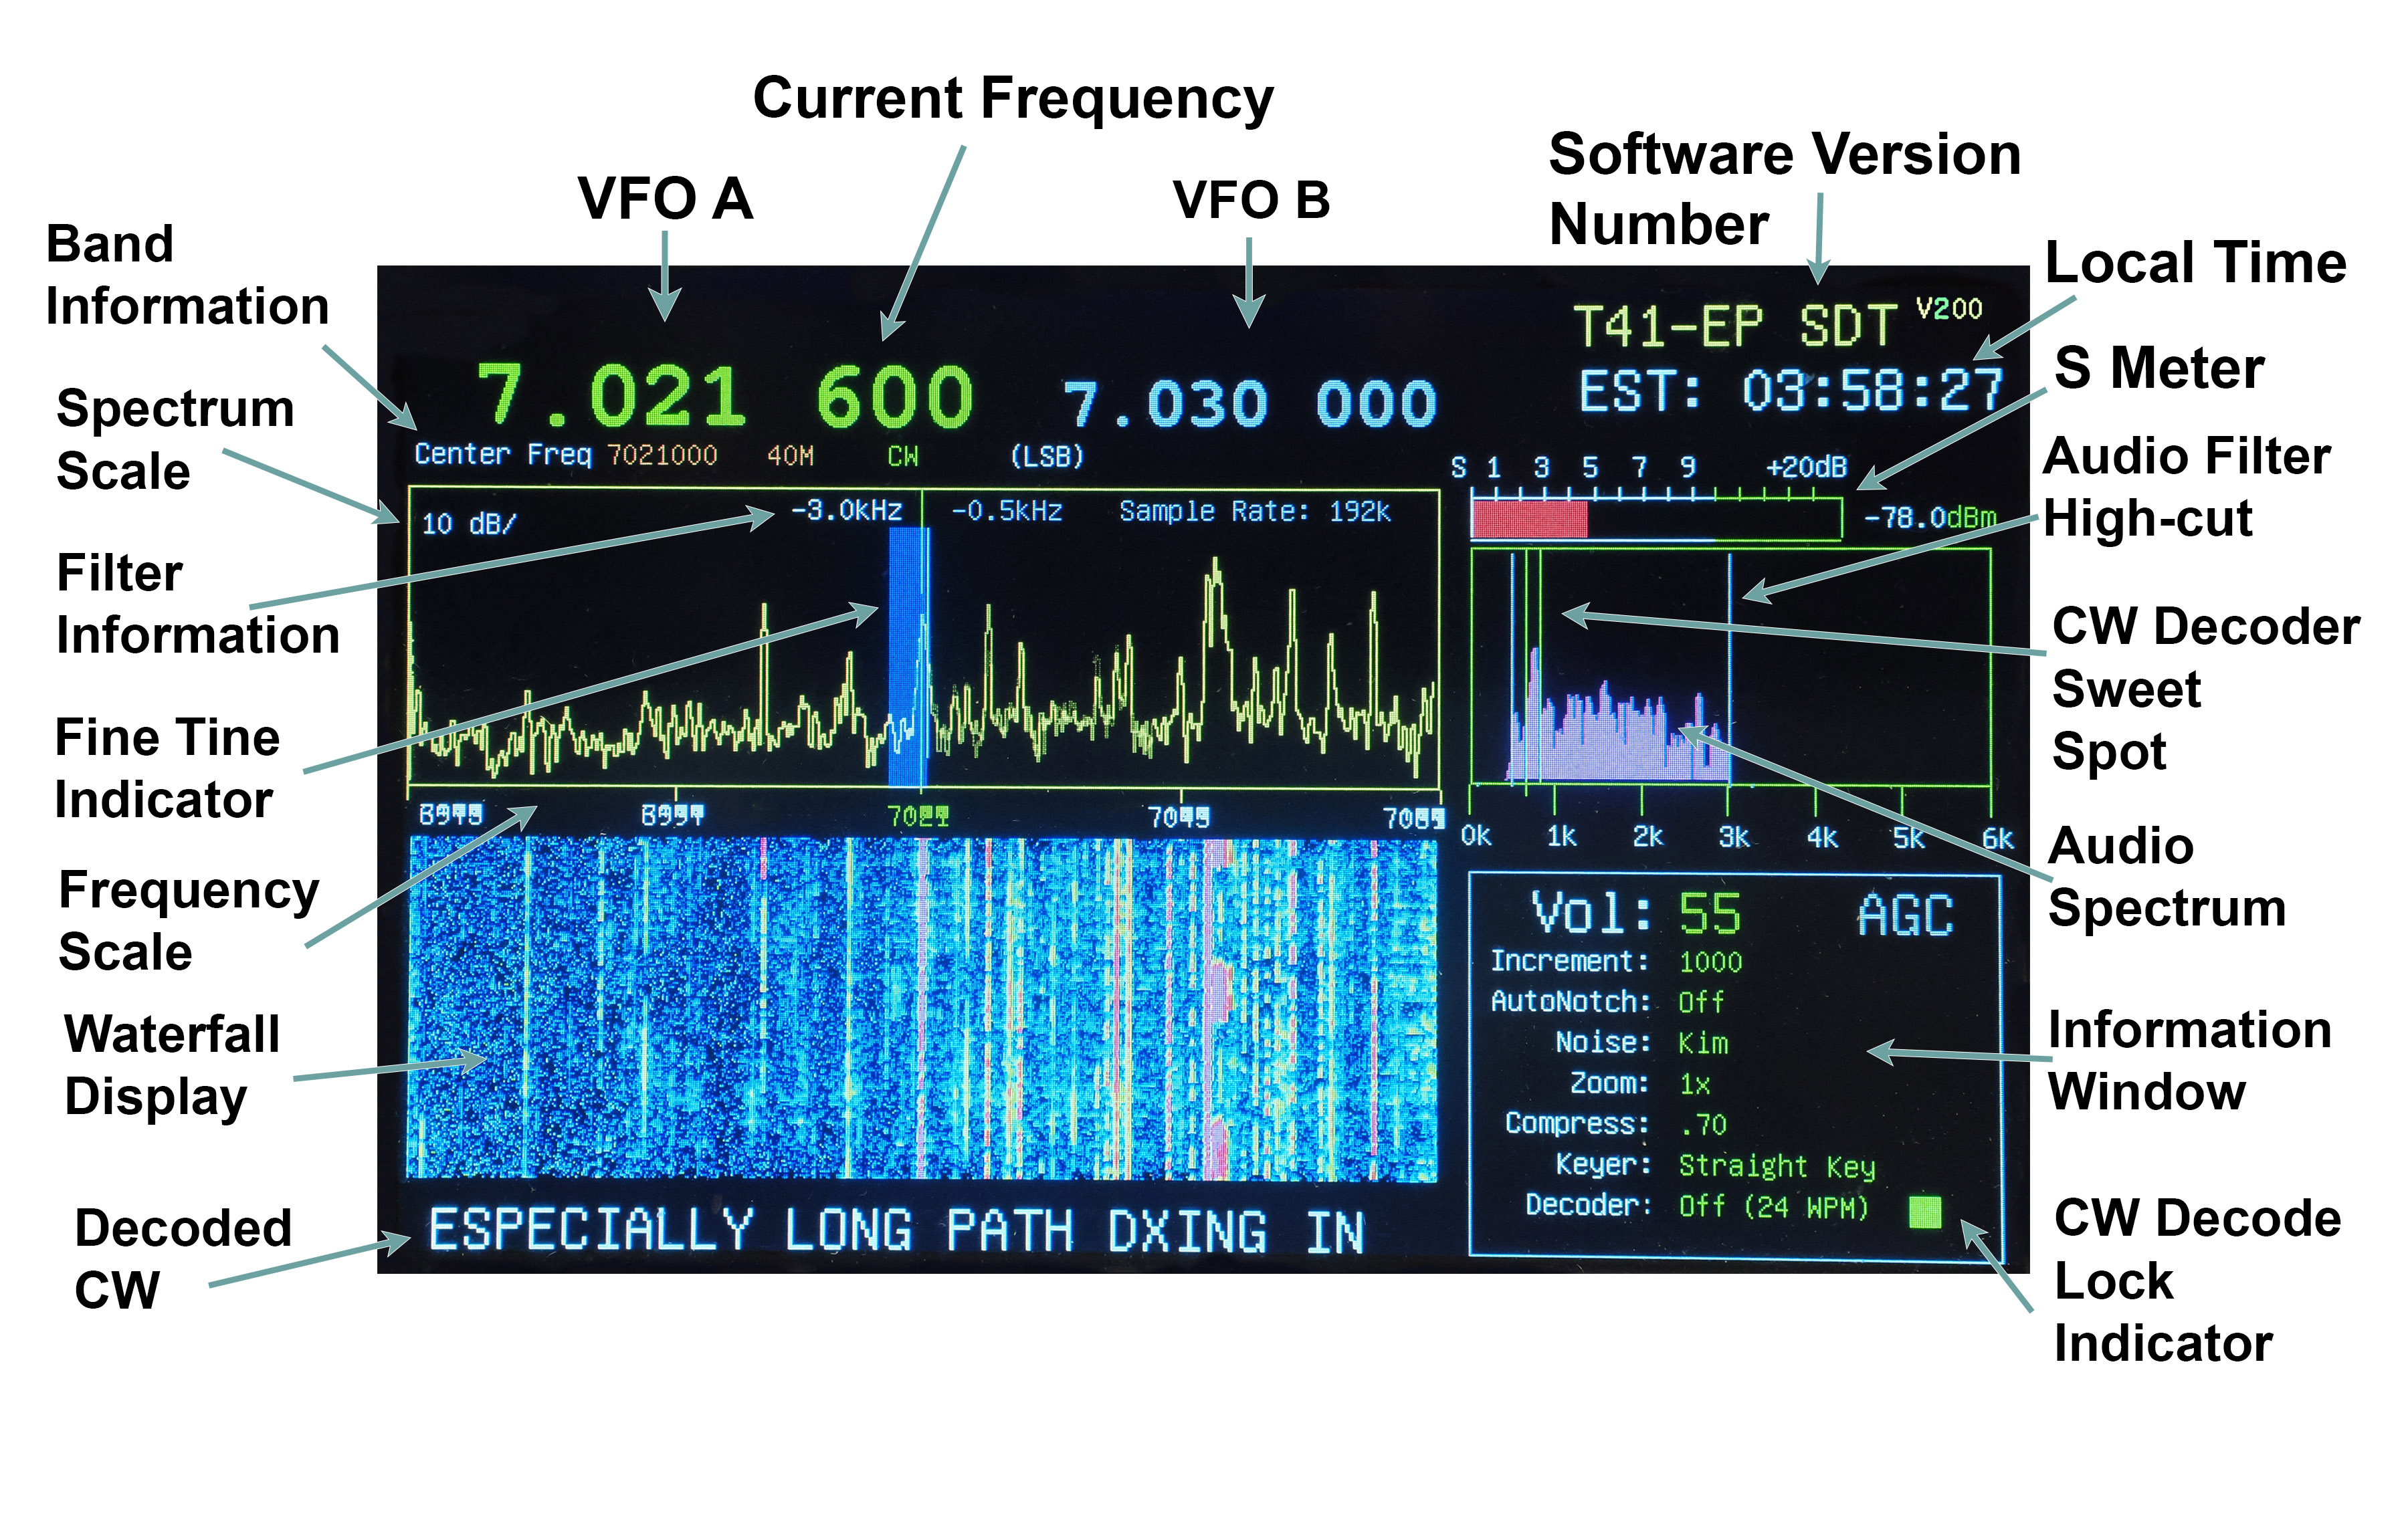 Current Frequency
VFO A
VFO B
Software Version
Number
Band
Information
Local Time
S Meter
Spectrum
Scale
Audio Filter
High-cut
Filter
Information
CW Decoder
Sweet
Spot
Fine Tine
Indicator
Audio
Spectrum
Frequency
Scale
Information
Window
Waterfall
Display
Decoded
CW
CW Decode
Lock
Indicator
T41-EP SDT V200
7.021 600 7.030 000
EST: 03:58:27
Center Freq 7021000 40M CW (LSB)
S 1 3 5 7 9 +20dB
-78.0dBm
10 dB/ -3.0kHz -0.5kHz Sample Rate: 192k
0k 1k 2k 3k 4k 5k 6k
Vol: 55 AGC
Increment: 1000
AutoNotch: Off
Noise: Kim
Zoom: 1x
Compress: .70
Keyer: Straight Key
Decoder: Off (24 WPM)
ESPECIALLY LONG PATH DXING IN